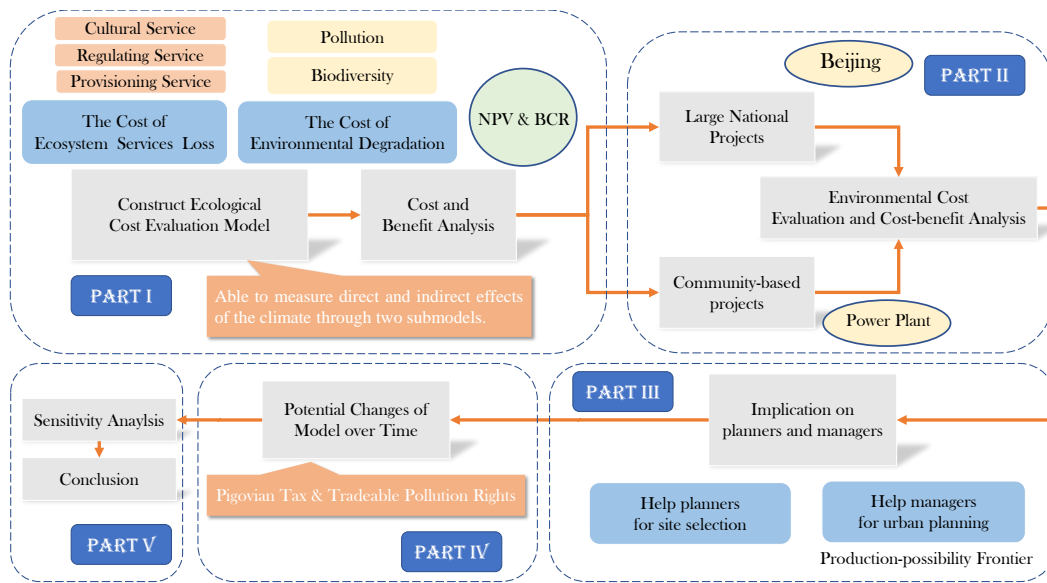 Cultural Service
Regulating Service
Provisioning Service
Pollution
Biodiversity
The Cost of
Ecosystem Services Loss
The Cost of
Environmental Degradation
NPV & BCR
Construct Ecological
Cost Evaluation Model
Cost and
Benefit Analysis
PART I
Able to measure direct and indirect effects
of the climate through two submodels.
Beijing
PART II
Large National
Projects
Environmental Cost
Evaluation and Cost-benefit Analysis
Community-based
projects
Power Plant
PART III
Implication on
planners and managers
Help planners
for site selection
Help managers
for urban planning
Production-possibility Frontier
Potential Changes of
Model over Time
Pigovian Tax & Tradeable Pollution Rights
PART IV
Sensitivity Anaylsis
Conclusion
PART V